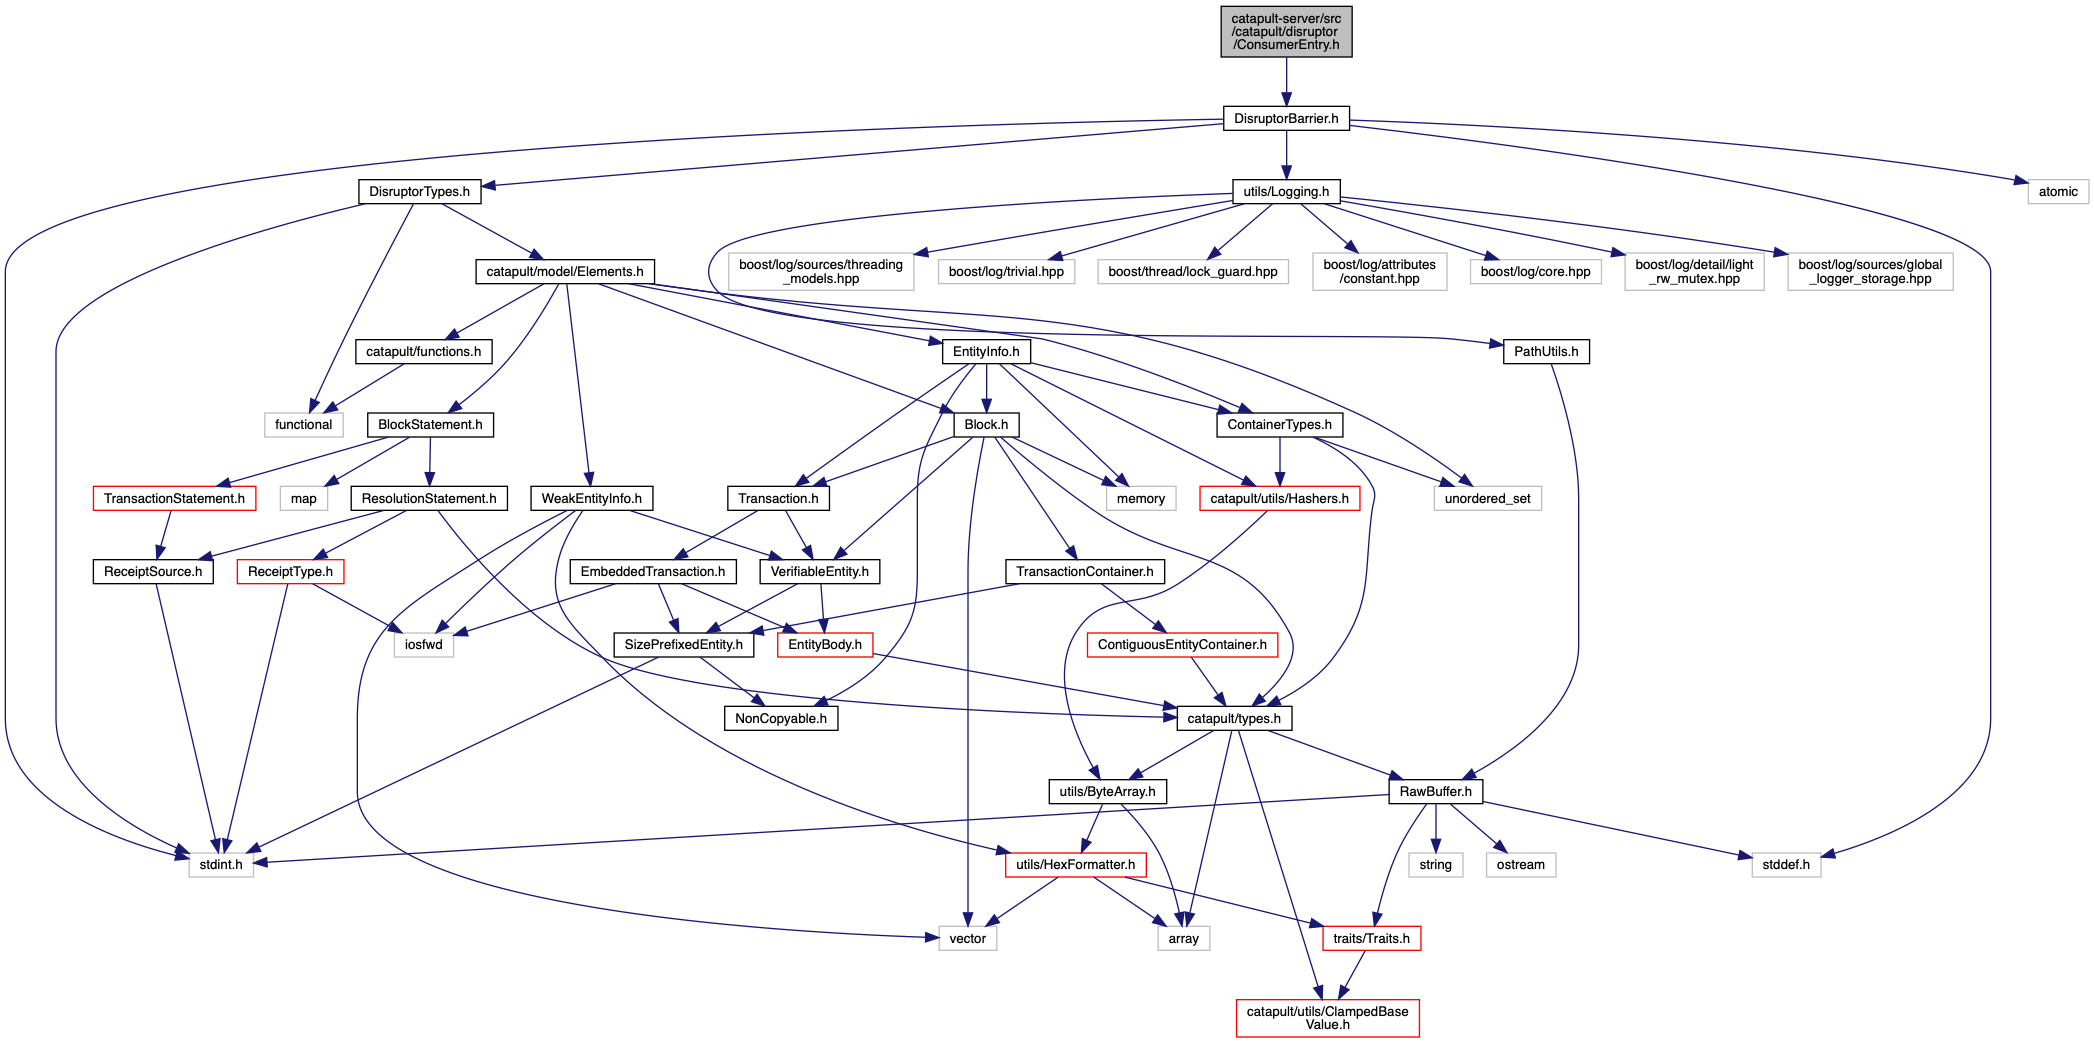 catapult-server/src
/catapult/disruptor
/ConsumerEntry.h
DisruptorBarrier.h
DisruptorTypes.h
utils/Logging.h
atomic
catapult/model/Elements.h
boost/log/sources/threading
_models.hpp
boost/log/trivial.hpp
boost/thread/lock_guard.hpp
boost/log/attributes
/constant.hpp
boost/log/core.hpp
boost/log/detail/light
_rw_mutex.hpp
boost/log/sources/global
_logger_storage.hpp
catapult/functions.h
EntityInfo.h
PathUtils.h
functional
BlockStatement.h
Block.h
ContainerTypes.h
TransactionStatement.h
map
ResolutionStatement.h
WeakEntityInfo.h
Transaction.h
memory
catapult/utils/Hashers.h
unordered_set
ReceiptSource.h
ReceiptType.h
EmbeddedTransaction.h
VerifiableEntity.h
TransactionContainer.h
iosfwd
SizePrefixedEntity.h
EntityBody.h
ContiguousEntityContainer.h
NonCopyable.h
catapult/types.h
utils/ByteArray.h
RawBuffer.h
stdint.h
utils/HexFormatter.h
string
ostream
stddef.h
vector
array
traits/Traits.h
catapult/utils/ClampedBase
Value.h